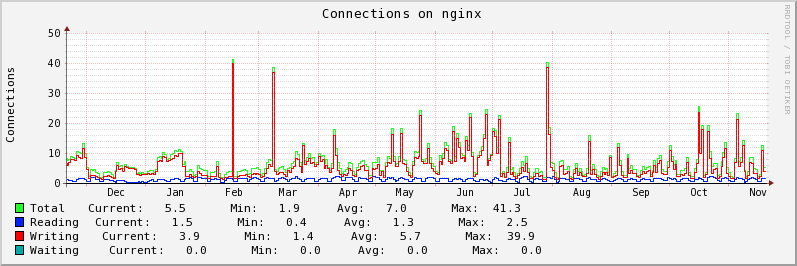 Connections on nginx
RRDTOOL / TOBI OETIKER
Connections
50
40
30
20
10
0
Dec Jan Feb Mar Apr May Jun Jul Aug Sep Oct Nov
Total Current: 5.5 Min: 1.9 Avg: 7.0 Max: 41.3
Reading Current: 1.5 Min: 0.4 Avg: 1.3 Max: 2.5
Writing Current: 3.9 Min: 1.4 Avg: 5.7 Max: 39.9
Waiting Current: 0.0 Min: 0.0 Avg: 0.0 Max: 0.0